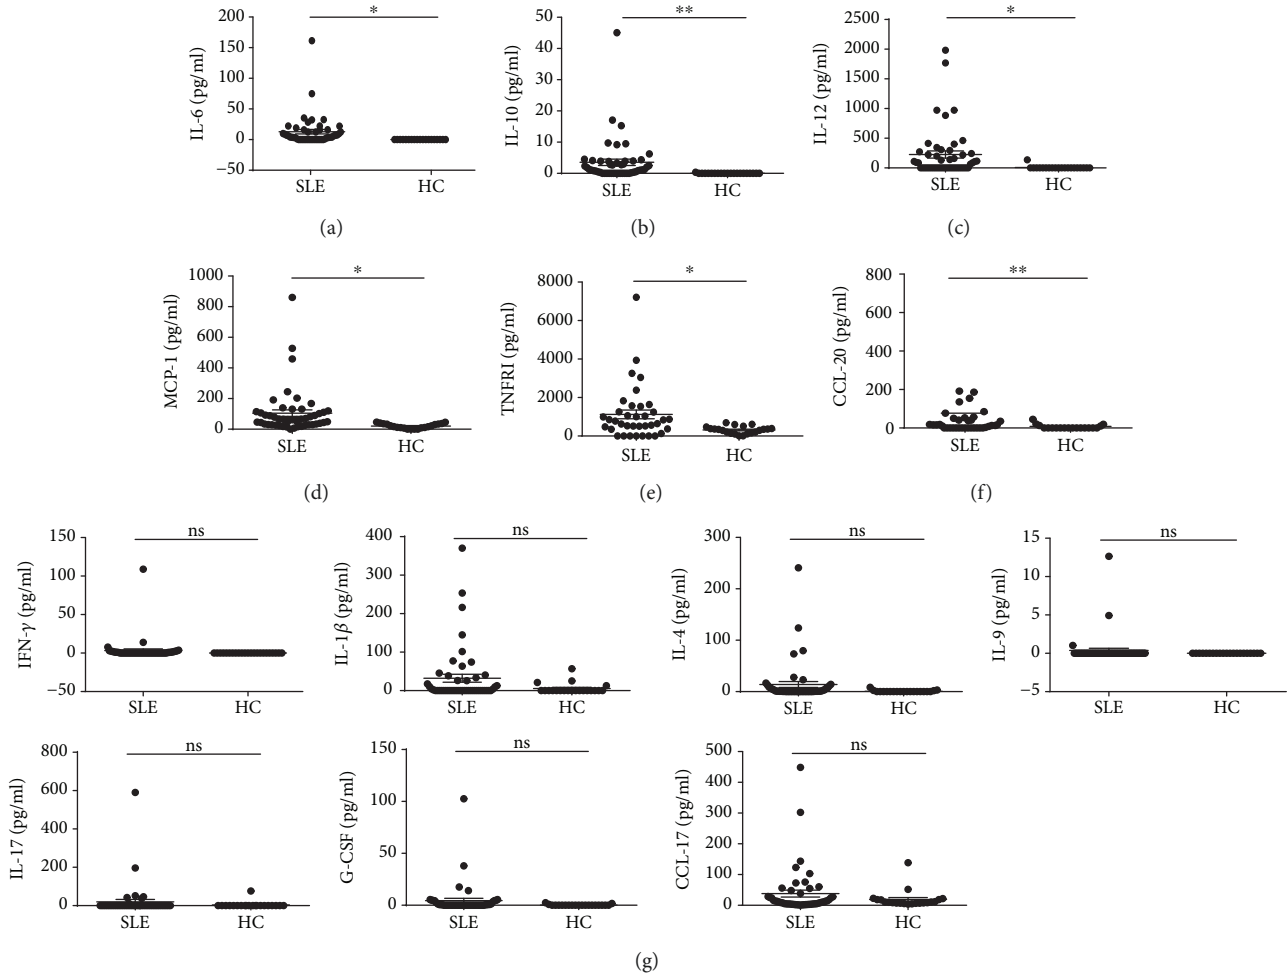 IL-6 (pg/ml)
200
150
100
50
0
−50
*
SLE HC
(a)
IL-10 (pg/ml)
50
40
30
20
10
0
**
SLE HC
(b)
IL-12 (pg/ml)
2500
2000
1500
1000
500
0
*
SLE HC
(c)
MCP-1 (pg/ml)
1000
800
600
400
200
0
*
SLE HC
(d)
TNFRI (pg/ml)
8000
6000
4000
2000
0
*
SLE HC
(e)
CCL-20 (pg/ml)
800
600
400
200
0
**
SLE HC
(f)
IFN-γ (pg/ml)
150
100
50
0
−50
ns
SLE HC
IL-1β (pg/ml)
400
300
200
100
0
ns
SLE HC
IL-4 (pg/ml)
300
200
100
0
ns
SLE HC
IL-9 (pg/ml)
15
10
5
0
−5
ns
SLE HC
IL-17 (pg/ml)
800
600
400
200
0
ns
SLE HC
G-CSF (pg/ml)
150
100
50
0
ns
SLE HC
CCL-17 (pg/ml)
500
400
300
200
100
0
ns
SLE HC
(g)